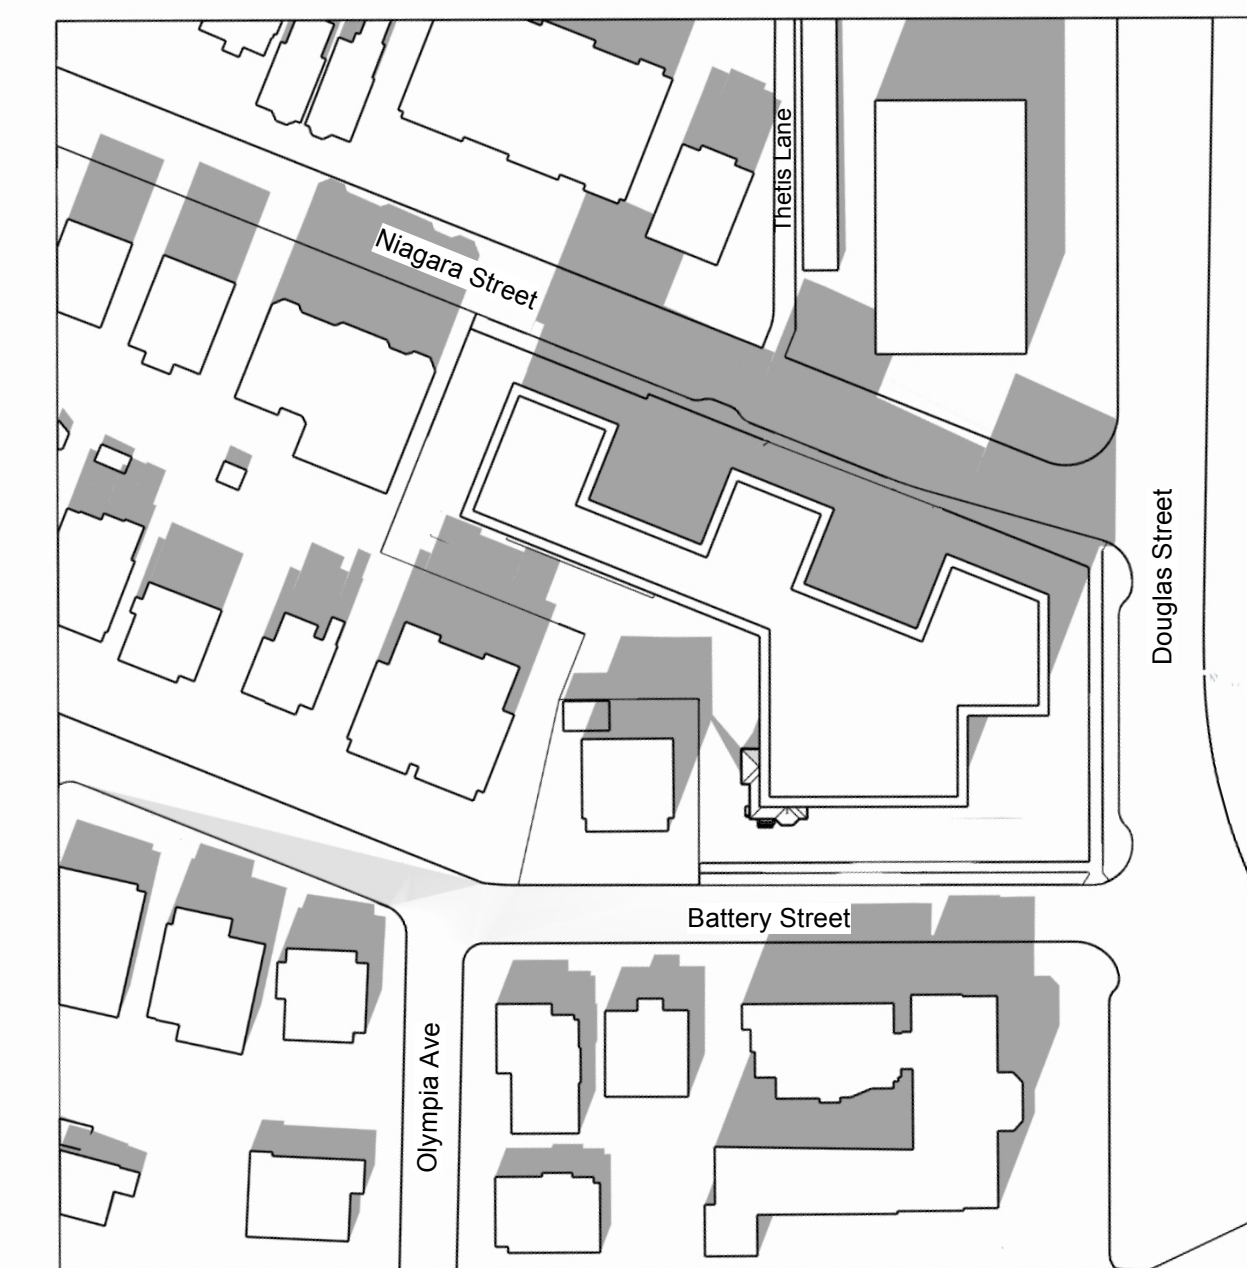 Thetis Lane
Niagara Street
Douglas Street
Battery Street
Olympia Ave